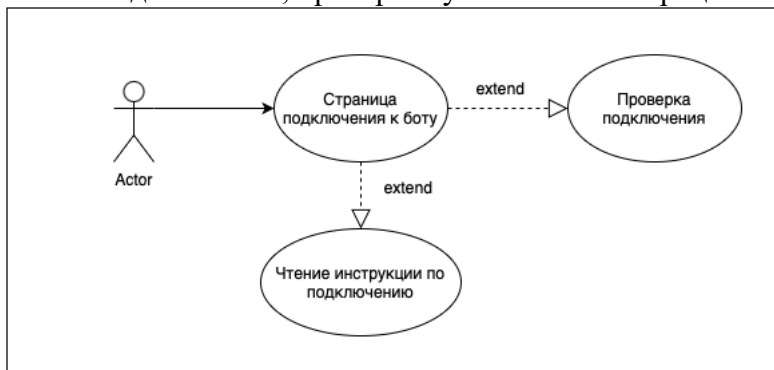 Страница
подключения к боту
extend
Проверка
подключения
Actor
extend
Чтение инструкции по
подключению